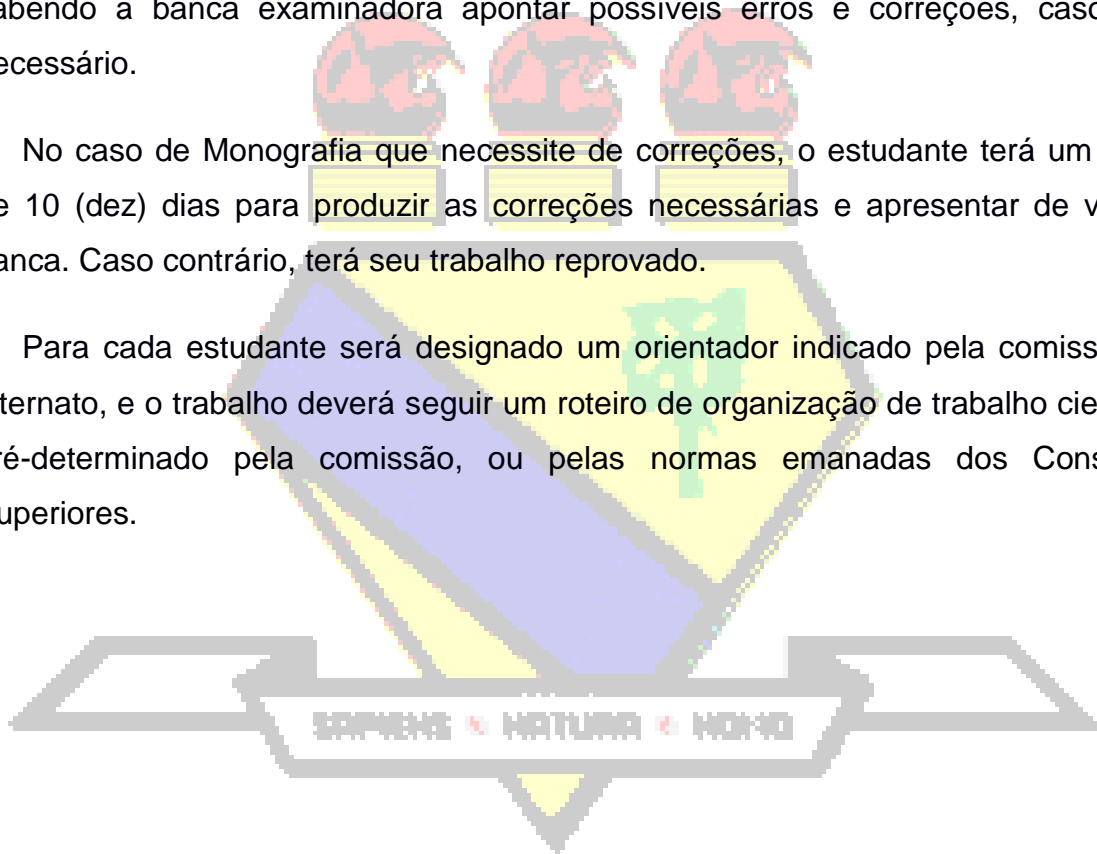 abendo à banca examinadora apontar possíveis erros e correções, caso
ecessário.
No caso de Monografia que necessite de correções, o estudante terá um
e 10 (dez) dias para produzir as correções necessárias e apresentar de v
anca. Caso contrário, terá seu trabalho reprovado.
Para cada estudante será designado um orientador indicado pela comiss
ternato, e o trabalho deverá seguir um roteiro de organização de trabalho cie
ré-determinado pela comissão, ou pelas normas emanadas dos Cons
uperiores.